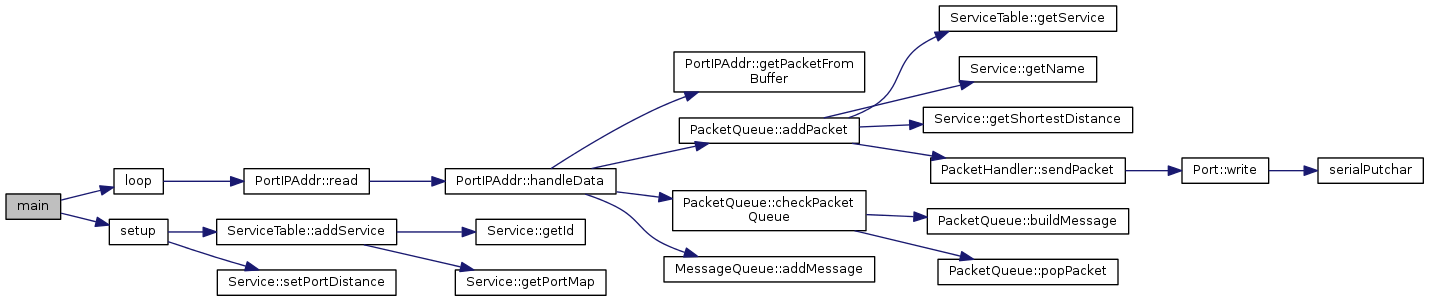 main
loop
setup
PortIPAddr::read
ServiceTable::addService
Service::setPortDistance
PortIPAddr::handleData
Service::getId
Service::getPortMap
PortIPAddr::getPacketFrom
Buffer
PacketQueue::addPacket
PacketQueue::checkPacket
Queue
MessageQueue::addMessage
ServiceTable::getService
Service::getName
Service::getShortestDistance
PacketHandler::sendPacket
PacketQueue::buildMessage
PacketQueue::popPacket
Port::write
serialPutchar